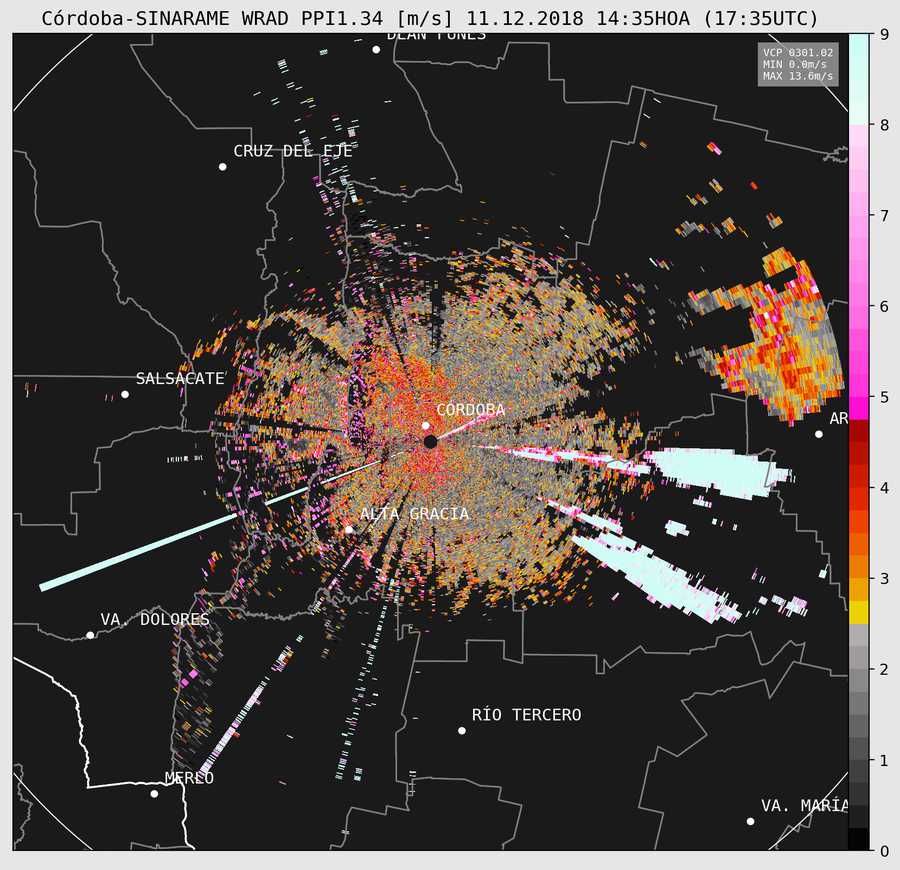 Córdoba-SINARAME WRAD PPI1.34 [m/s] 11.12.2018 14:35HOA (17:35UTC)
DEAN FUNES
VCP 0301.02
MIN 0.0m/s
MAX 13.6m/s
CRUZ DEL EJE
SALSACATE
CÓRDOBA
AR
ALTA GRACIA
VA. DOLORES
RÍO TERCERO
MERLO
VA. MARÍA
9
8
7
6
5
4
3
2
1
0